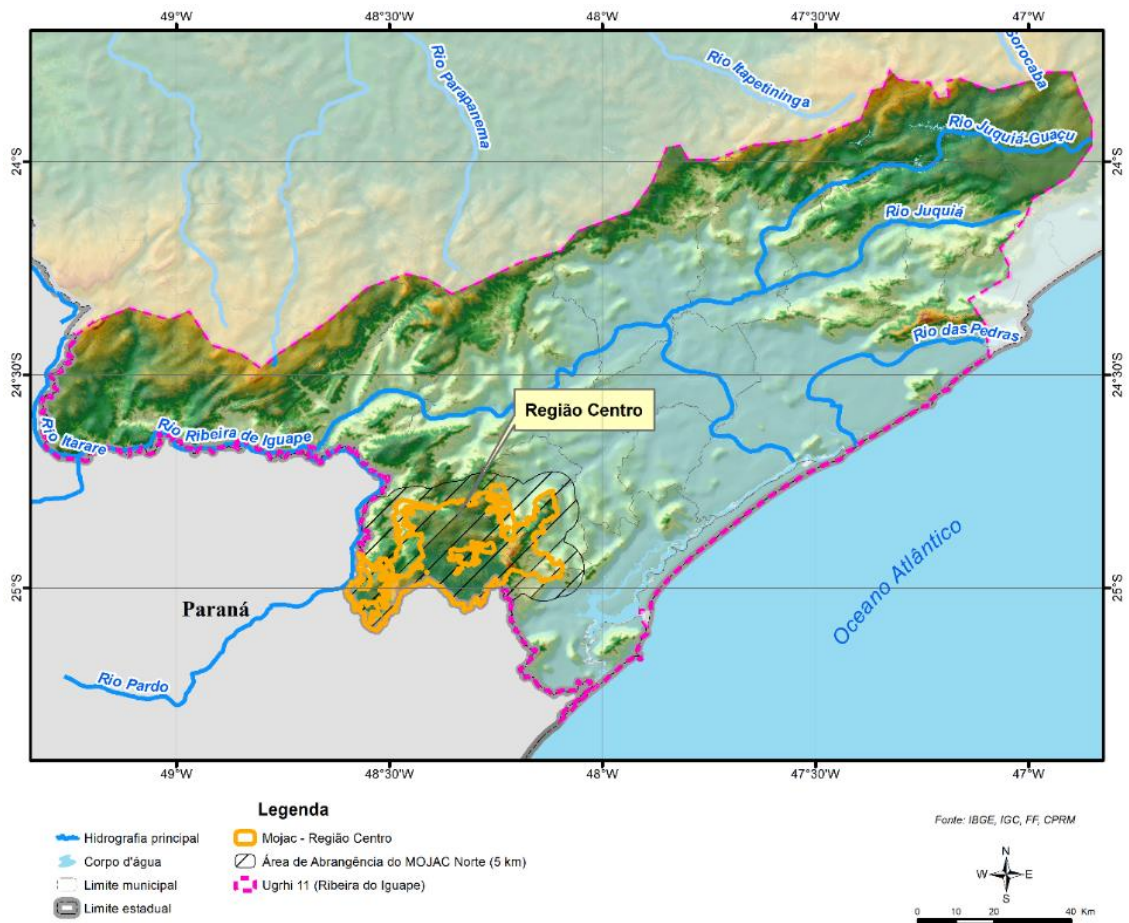 49°W
48°30'W
48°W
47°30'W
47°W
Rio Parapanema
Rio Itapetininga
Sorocaba
24°S
Rio Juquiá-Guaçu
24°S
Rio Juquiá
Rio das Pedras
24°30'S
24°30'S
Região Centro
Rio Itarare
Rio Ribeira de Iguape
25°S
25°S
Paraná
Oceano Atlântico
Rio Pardo
49°W
48°30'W
48°W
47°30'W
47°W
Legenda
Hidrografia principal
Corpo d'água
Limite municipal
Limite estadual
Mojac - Região Centro
Área de Abrangência do MOJAC Norte (5 km)
Ugrhi 11 (Ribeira do Iguape)
Fonte: IBGE, IGC, FF, CPRM
N
W E
S
0 10 20 40 Km